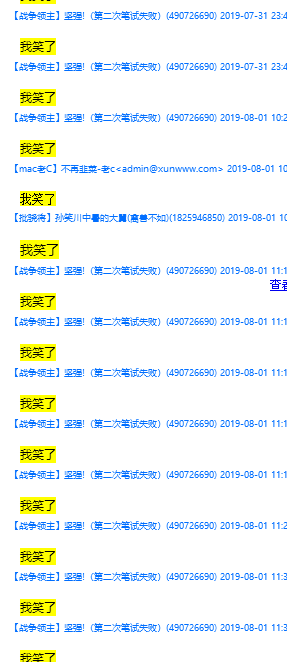 我笑了
【战争领主】坚强!（第二次笔试失败）(490726690) 2019-07-31 23:4
我笑了
【战争领主】坚强!（第二次笔试失败）(490726690) 2019-07-31 23:4
我笑了
【战争领主】坚强!（第二次笔试失败）(490726690) 2019-08-01 10:2
我笑了
【mac老C】不再韭菜-老c<admin@xunwww.com> 2019-08-01 10
我笑了
孙笑川中暑的大舅(禽兽不如)(1825946850) 2019-08-01 10
我笑了
【战争领主】坚强!（第二次笔试失败）(490726690) 2019-08-01 11:1
查看
我笑了
【战争领主】坚强!（第二次笔试失败）(490726690) 2019-08-01 11:1
我笑了
【战争领主】坚强!（第二次笔试失败）(490726690) 2019-08-01 11:1
我笑了
【战争领主】坚强!（第二次笔试失败）(490726690) 2019-08-01 11:1
我笑了
【战争领主】坚强!（第二次笔试失败）(490726690) 2019-08-01 11:1
我笑了
【战争领主】坚强!（第二次笔试失败）(490726690) 2019-08-01 11:2
我笑了
【战争领主】坚强!（第二次笔试失败）(490726690) 2019-08-01 11:3
我笑了
【战争领主】坚强!（第二次笔试失败）(490726690) 2019-08-01 11:3
我笑了